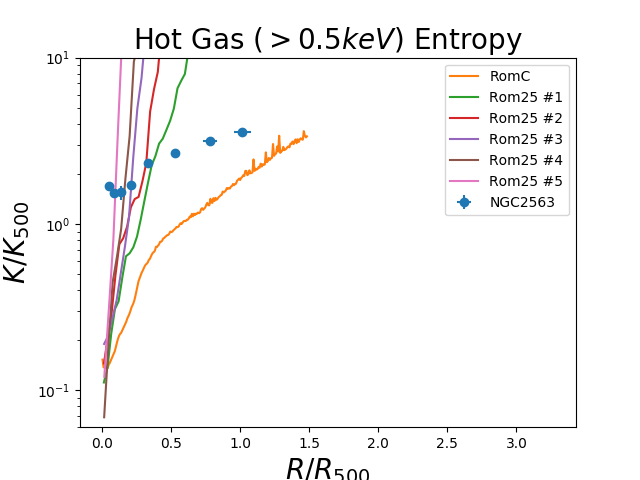 Hot Gas (>0.5keV) Entropy
K/K500
10¹
10⁰
10⁻¹
RomC
Rom25 #1
Rom25 #2
Rom25 #3
Rom25 #4
Rom25 #5
NGC2563
0.0 0.5 1.0 1.5 2.0 2.5 3.0
R/R500